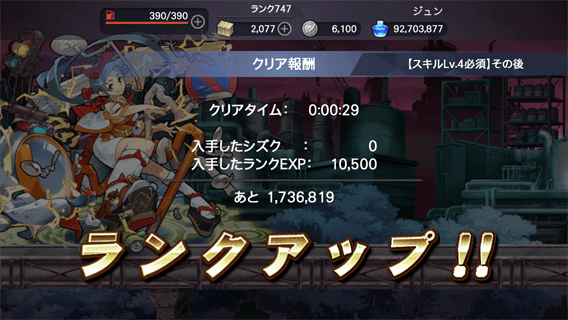 ランク747
ジュン
390/390
2,077
6,100
92,703,877
クリア報酬
【スキルLv.4必須】その後
クリアタイム: 0:00:29
入手したシズク : 0
入手したランクEXP: 10,500
あと 1,736,819
ランクアップ!!